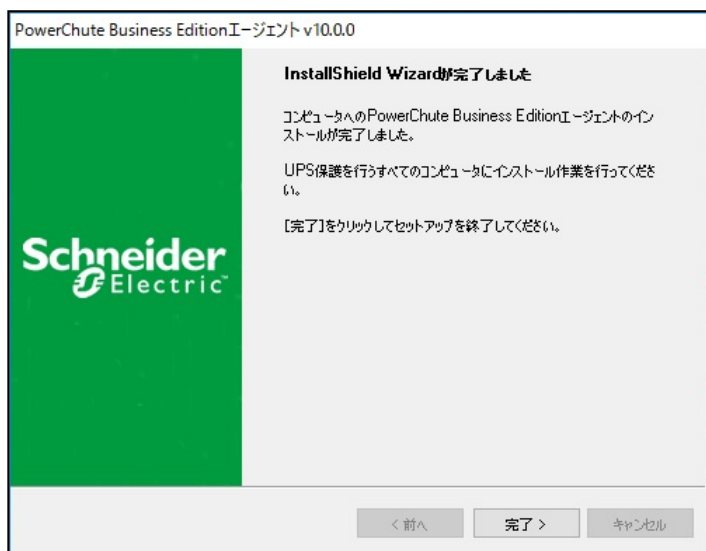 PowerChute Business Editionエージェント v10.0.0
InstallShield Wizardが完了しました
コンピュータへのPowerChute Business Editionエージェントのイン
ストールが完了しました。
UPS保護を行うすべてのコンピュータにインストール作業を行ってくださ
い。
[完了]をクリックしてセットアップを終了してください。
Schneider
Electric™
< 前へ
完了 >
キャンセル